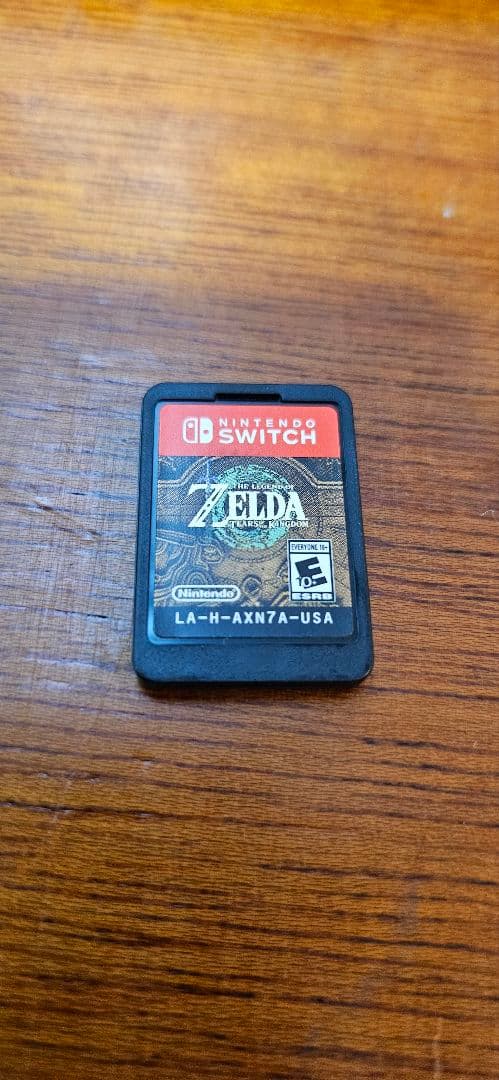 NINTENDO
SWITCH
THE LEGEND OF
ZELDA
TEARS OF THE KINGDOM
EVERYONE 10+
E
10+
ESRB
Nintendo
LA-H-AXN7A-USA